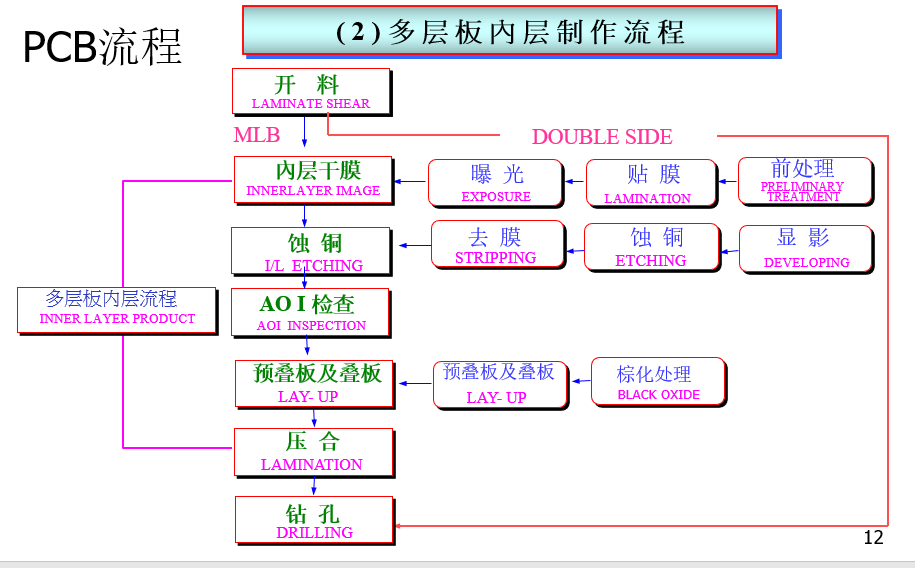 PCB流程
(2)多层板内层制作流程
开 料
LAMINATE SHEAR
MLB
DOUBLE SIDE
內层干膜
INNERLAYER IMAGE
曝 光
EXPOSURE
贴 膜
LAMINATION
前处理
PRELIMINARY
TREATMENT
蚀 铜
I/L ETCHING
去 膜
STRIPPING
蚀 铜
ETCHING
显 影
DEVELOPING
多层板内层流程
INNER LAYER PRODUCT
AO I 检查
AOI INSPECTION
预叠板及叠板
LAY- UP
预叠板及叠板
LAY- UP
棕化处理
BLACK OXIDE
压 合
LAMINATION
钻 孔
DRILLING
12